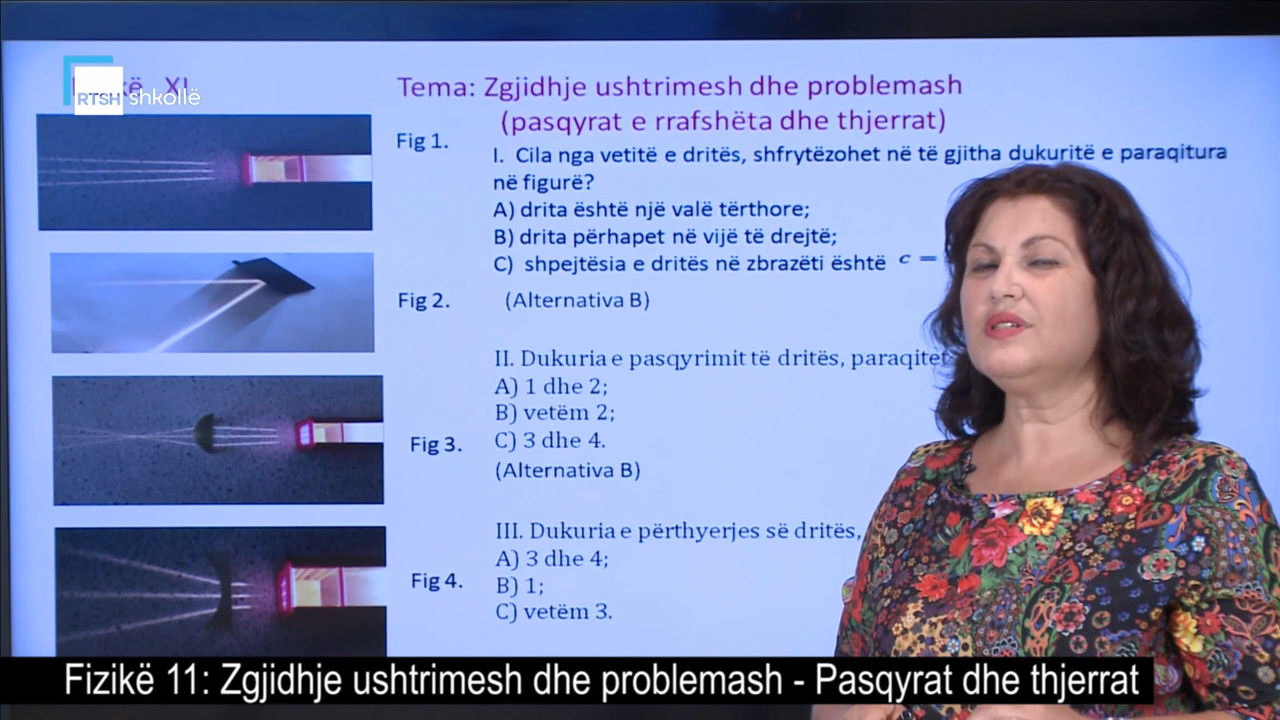 XI
RTSH shkollë
Tema: Zgjidhje ushtrimesh dhe problemash
(pasqyrat e rrafshëta dhe thjerrat)
Fig 1.
I. Cila nga vetitë e dritës, shfrytëzohet në të gjitha dukuritë e paraqitura
në figurë?
A) drita është një valë tërthore;
B) drita përhapet në vijë të drejtë;
C) shpejtësia e dritës në zbrazëti është c =
Fig 2.
(Alternativa B)
II. Dukuria e pasqyrimit të dritës, paraqitet
A) 1 dhe 2;
B) vetëm 2;
C) 3 dhe 4.
Fig 3.
(Alternativa B)
III. Dukuria e përthyerjes së dritës,
A) 3 dhe 4;
Fig 4.
B) 1;
C) vetëm 3.
Fizikë 11: Zgjidhje ushtrimesh dhe problemash - Pasqyrat dhe thjerrat